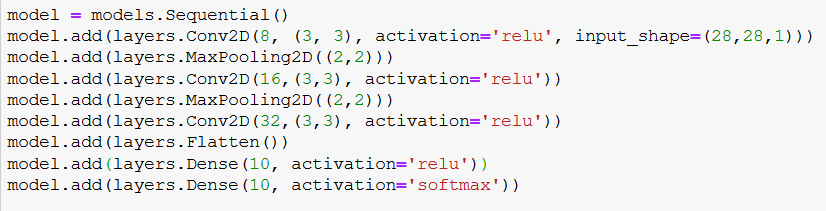 model = models.Sequential()
model.add(layers.Conv2D(8, (3, 3), activation='relu', input_shape=(28,28,1)))
model.add(layers.MaxPooling2D((2,2)))
model.add(layers.Conv2D(16,(3,3), activation='relu'))
model.add(layers.MaxPooling2D((2,2)))
model.add(layers.Conv2D(32,(3,3), activation='relu'))
model.add(layers.Flatten())
model.add(layers.Dense(10, activation='relu'))
model.add(layers.Dense(10, activation='softmax'))